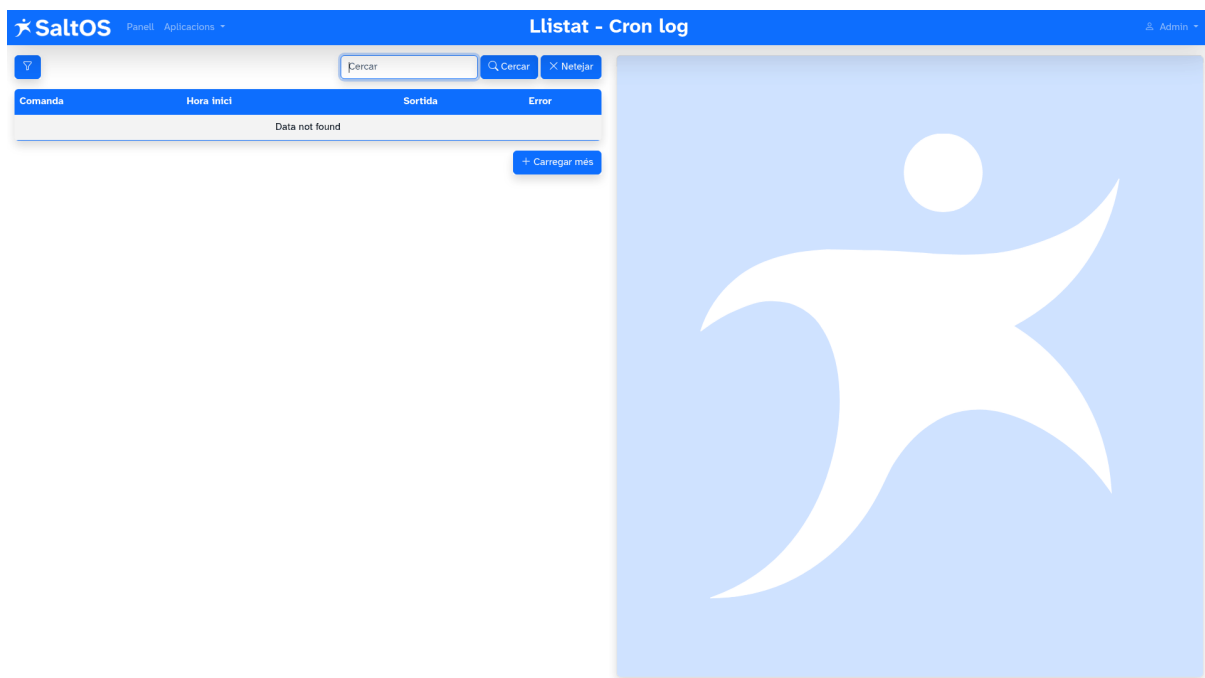 SaltOS Panell Aplicacions Llistat - Cron log Admin
Cercar Cercar Netejar
Comanda Hora inici Sortida Error
Data not found
Carregar més